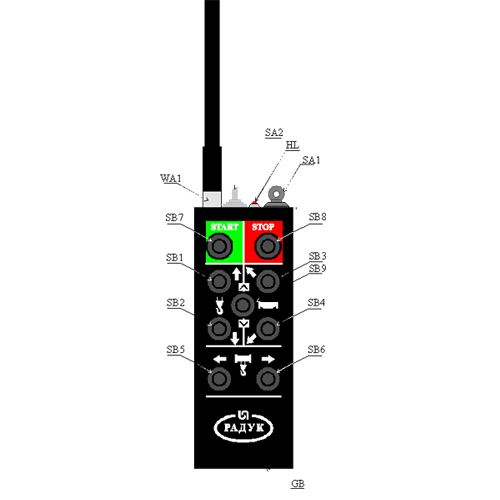 SA2
HL
SA1
WA1
SB7
START STOP
SB8
SB1
SB3
SB9
SB2
SB4
SB5
SB6
РАДУК
GB